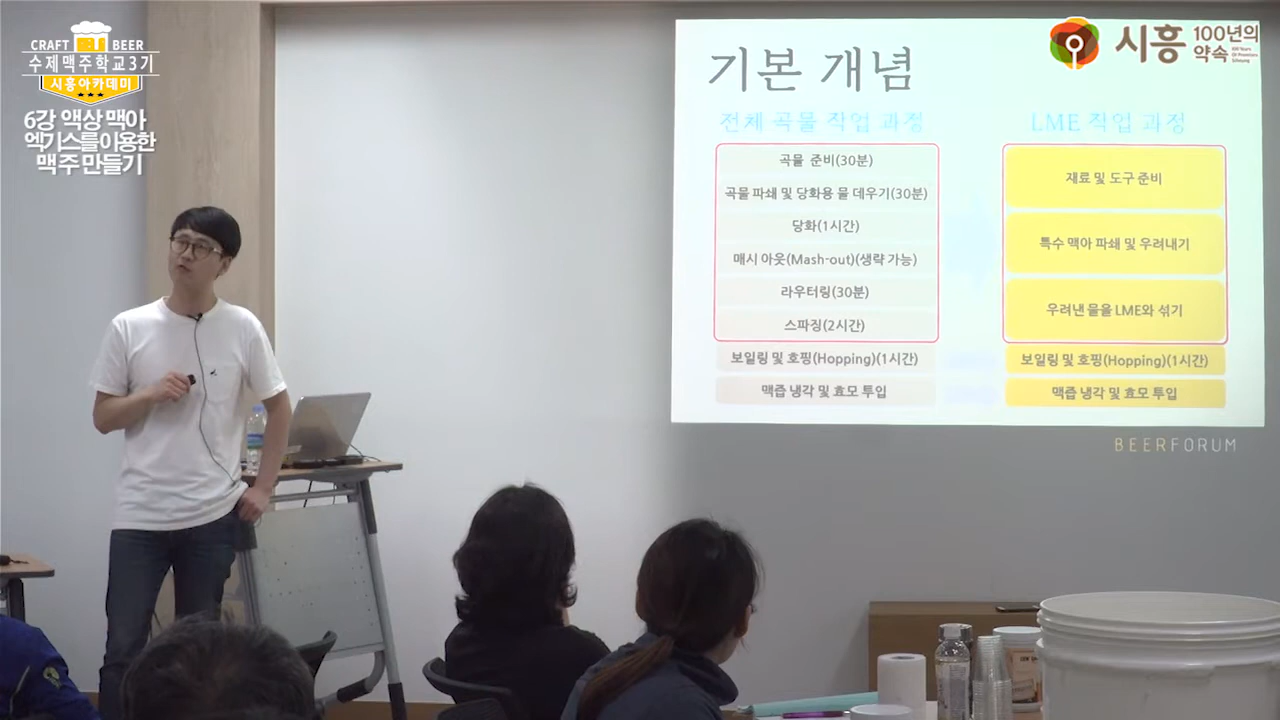 CRAFT BEER
수제맥주학교3기
시흥아카데미
6강 액상 맥아
엑기스를이용한
맥주 만들기
시흥 100년의
약속
기본 개념
전체 곡물 작업 과정
곡물 준비(30분)
곡물 파쇄 및 당화용 물 데우기(30분)
당화(1시간)
매시 아웃(Mash-out)(생략 가능)
라우터링(30분)
스파징(2시간)
보일링 및 호핑(Hopping)(1시간)
맥즙 냉각 및 효모 투입
LME 작업 과정
재료 및 도구 준비
특수 맥아 파쇄 및 우려내기
우려낸 물을 LME와 섞기
보일링 및 호핑(Hopping)(1시간)
맥즙 냉각 및 효모 투입
BEERFORUM